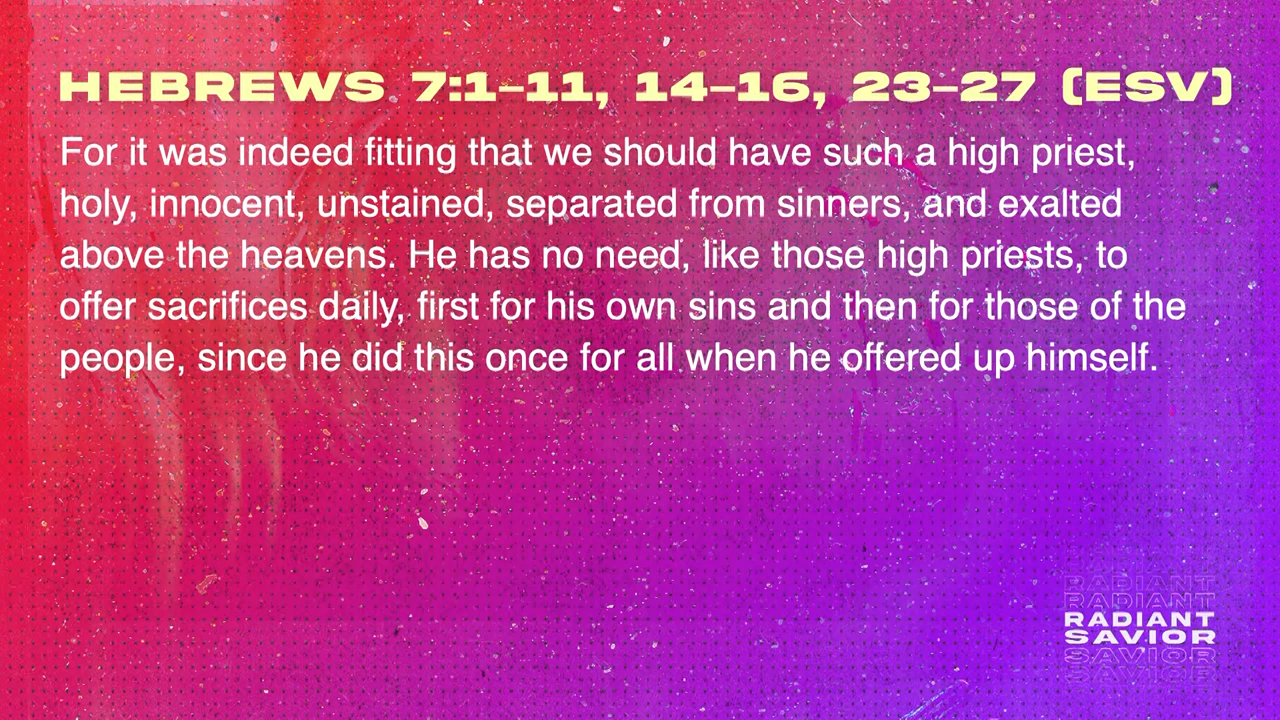 HEBREWS 7:1–11, 14–16, 23–27 (ESV)
For it was indeed fitting that we should have such a high priest,
holy, innocent, unstained, separated from sinners, and exalted
above the heavens. He has no need, like those high priests, to
offer sacrifices daily, first for his own sins and then for those of the
people, since he did this once for all when he offered up himself.
RADIANT
RADIANT
RADIANT
SAVIOR
SAVIOR
SAVIOR